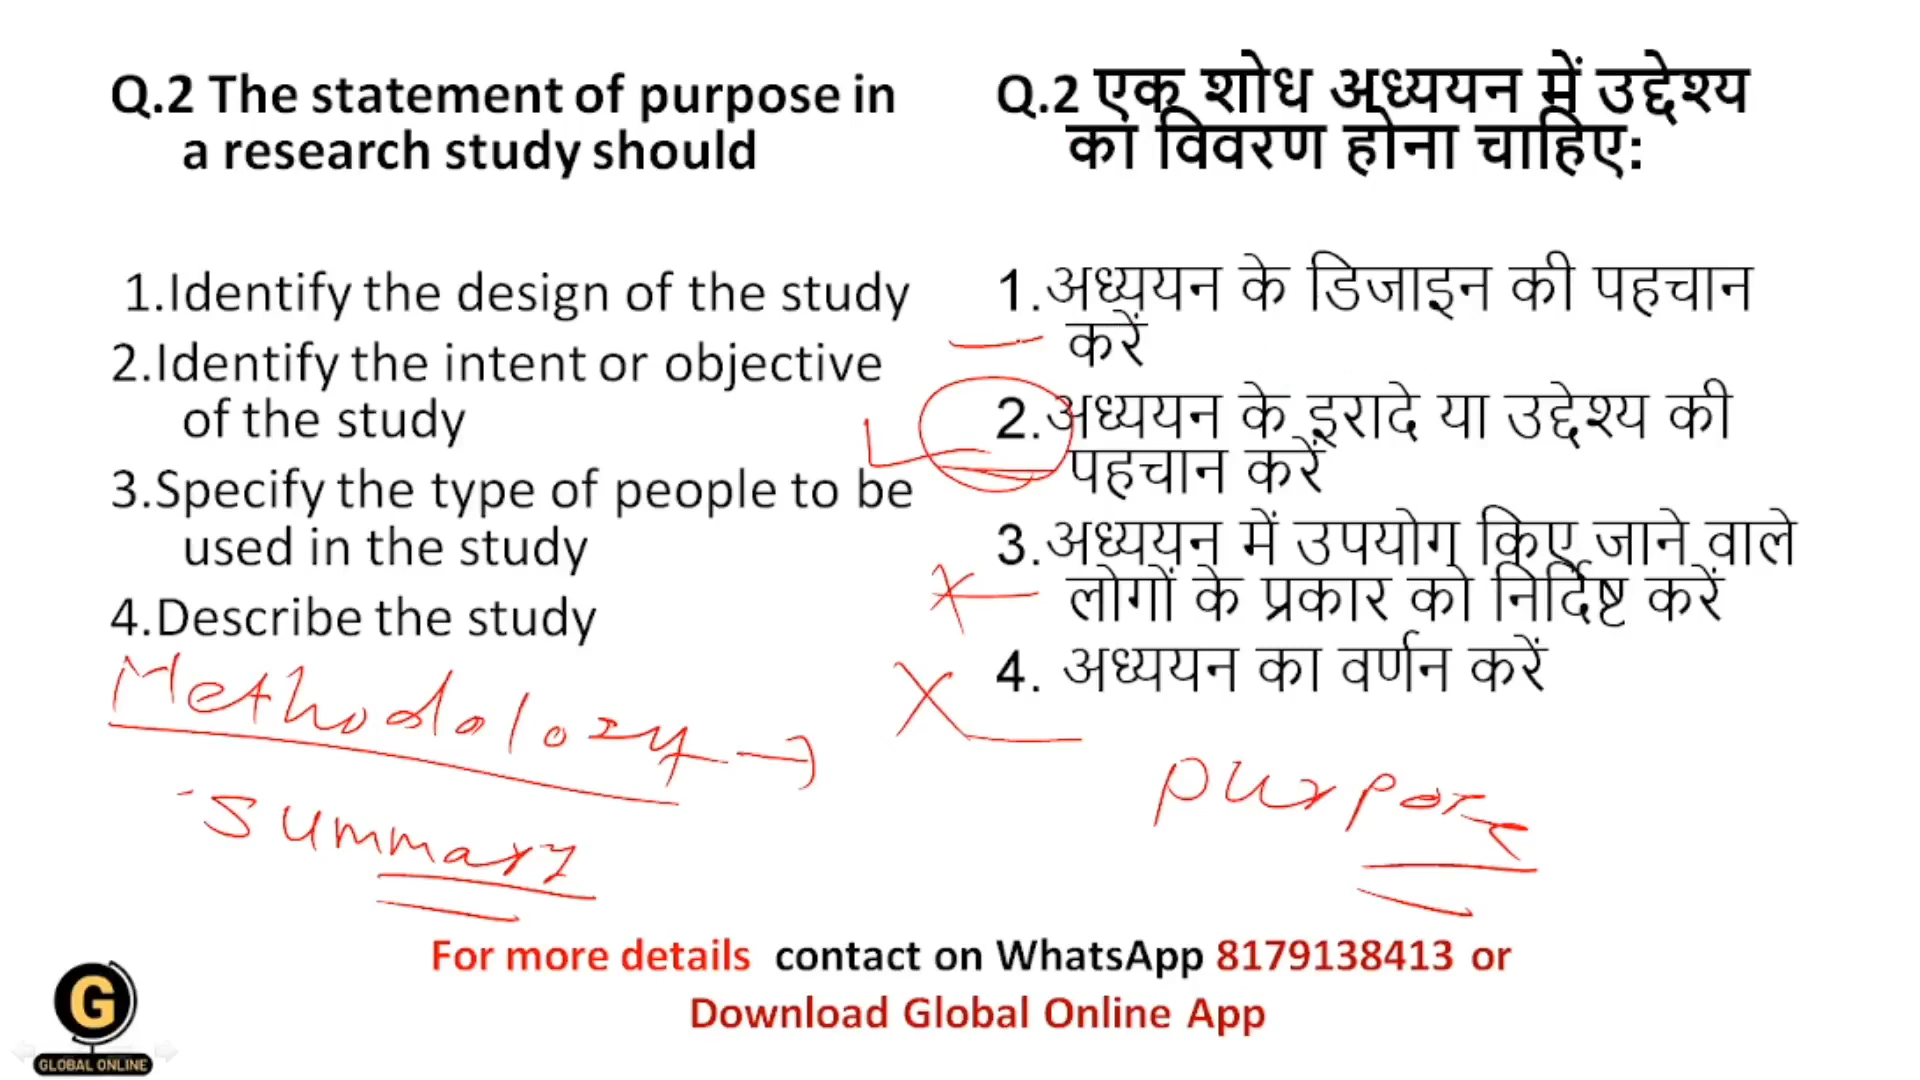 Q.2 The statement of purpose in
a research study should
1.Identify the design of the study
2.Identify the intent or objective
of the study
3.Specify the type of people to be
used in the study
4.Describe the study
Methodology
Summary
Q.2 एक शोध अध्ययन में उद्देश्य
का विवरण होना चाहिए:
1.अध्ययन के डिजाइन की पहचान
करें
2.अध्ययन के इरादे या उद्देश्य की
पहचान करें
3.अध्ययन में उपयोग किए जाने वाले
लोगों के प्रकार को निर्दिष्ट करें
4. अध्ययन का वर्णन करें
purpose
For more details contact on WhatsApp 8179138413 or
Download Global Online App
G
GLOBAL ONLINE